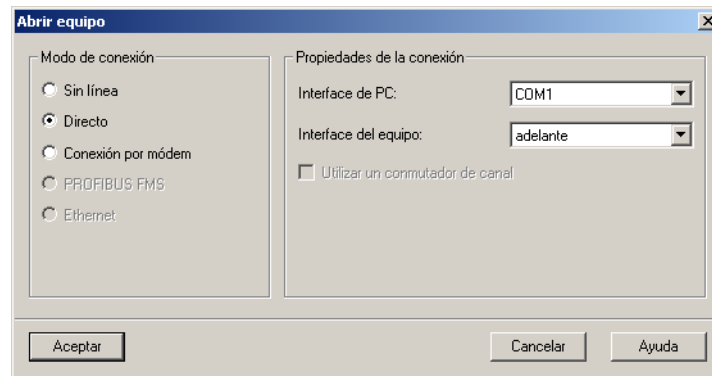 Abrir equipo
Modo de conexión
Sin línea
Directo
Conexión por módem
PROFIBUS FMS
Ethernet
Propiedades de la conexión
Interface de PC: COM1
Interface del equipo: adelante
Utilizar un conmutador de canal
Aceptar Cancelar Ayuda